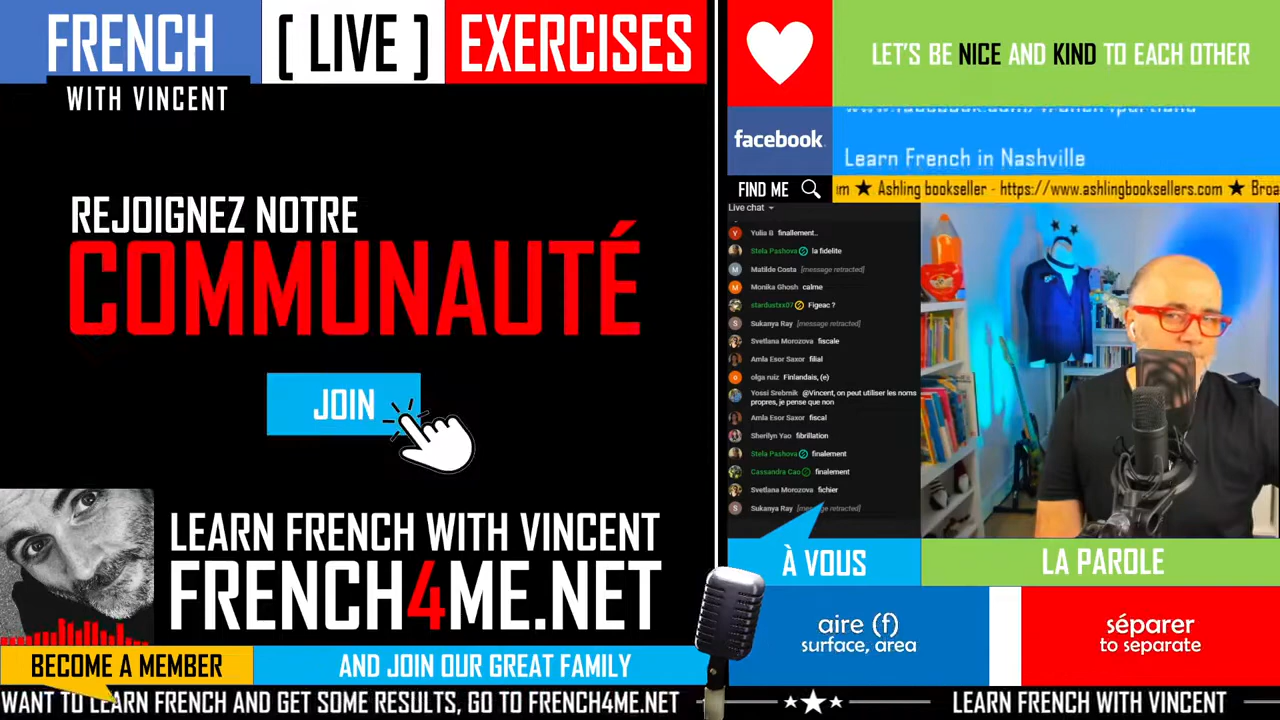 FRENCH
[ LIVE ]
EXERCISES
WITH VINCENT
REJOIGNEZ NOTRE
COMMUNAUTÉ
JOIN
LEARN FRENCH WITH VINCENT
FRENCH4ME.NET
BECOME A MEMBER
AND JOIN OUR GREAT FAMILY
WANT TO LEARN FRENCH AND GET SOME RESULTS, GO TO FRENCH4ME.NET
LET'S BE NICE AND KIND TO EACH OTHER
facebook
Learn French in Nashville
FIND ME
★ Ashling bookseller - https://www.ashlingbooksellers.com ★
Live chat
Yulia li finallement..
Stela Pashova la fidelite
Matilde Costa [message retracted]
Monika Ghosh calme
stardustxx07 Figeac ?
Sukanya Ray [message retracted]
Svetlana Morozova fiscale
Amla Esor Saxor filial
olga ruiz Finlandais, (e)
Yossi Srebrnik @Vincent, on peut utiliser les noms
propres, je pense que non
Amla Esor Saxor fiscal
Sherilyn Yao fibrillation
Stela Pashova finalement
Cassandra Cao finalement
Svetlana Morozova fichier
Sukanya Ray [message retracted]
À VOUS
LA PAROLE
aire (f)
surface, area
séparer
to separate
LEARN FRENCH WITH VINCENT